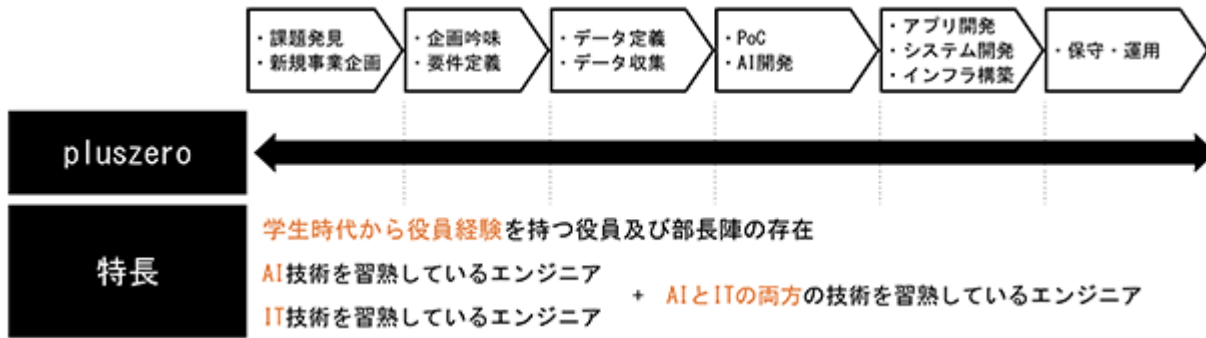 ・課題発見
・新規事業企画
・企画吟味
・要件定義
・データ定義
・データ収集
・PoC
・AI開発
・アプリ開発
・システム開発
・インフラ構築
・保守・運用
pluszero
特長
学生時代から役員経験を持つ役員及び部長陣の存在
AI技術を習熟しているエンジニア
IT技術を習熟しているエンジニア
+ AIとITの両方の技術を習熟しているエンジニア